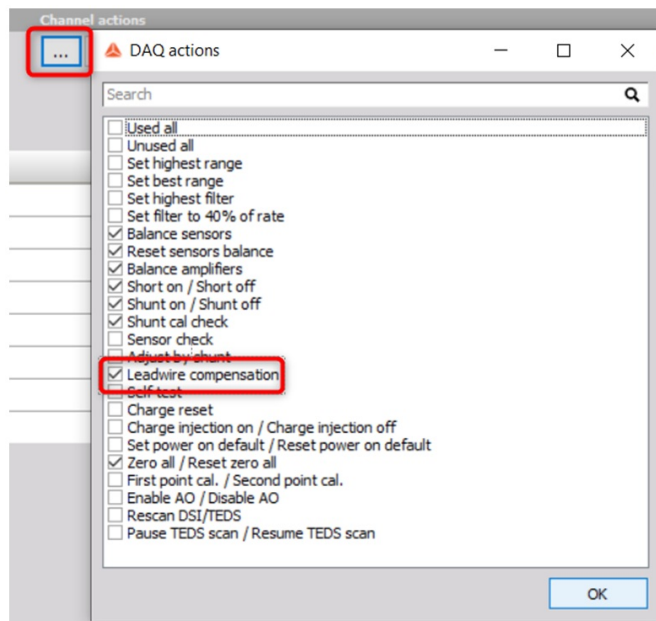 Channel actions
...
DAQ actions
Search
Used all
Unused all
Set highest range
Set best range
Set highest filter
Set filter to 40% of rate
Balance sensors
Reset sensors balance
Balance amplifiers
Short on / Short off
Shunt on / Shunt off
Shunt cal check
Sensor check
Adjust by shunt
Leadwire compensation
Self test
Charge reset
Charge injection on / Charge injection off
Set power on default / Reset power on default
Zero all / Reset zero all
First point cal. / Second point cal.
Enable AO / Disable AO
Rescan DSI/TEDS
Pause TEDS scan / Resume TEDS scan
OK